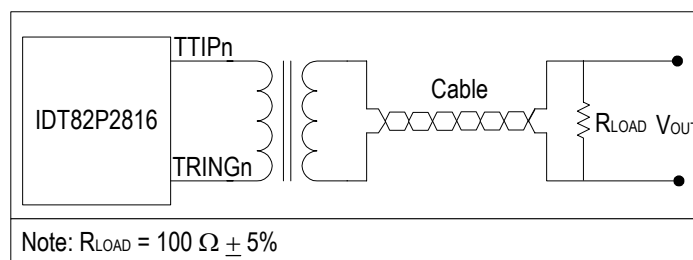 TTIPn
Cable
IDT82P2816
RLOAD VOUT
TRINGn
Note: RLOAD = 100 Ω ± 5%